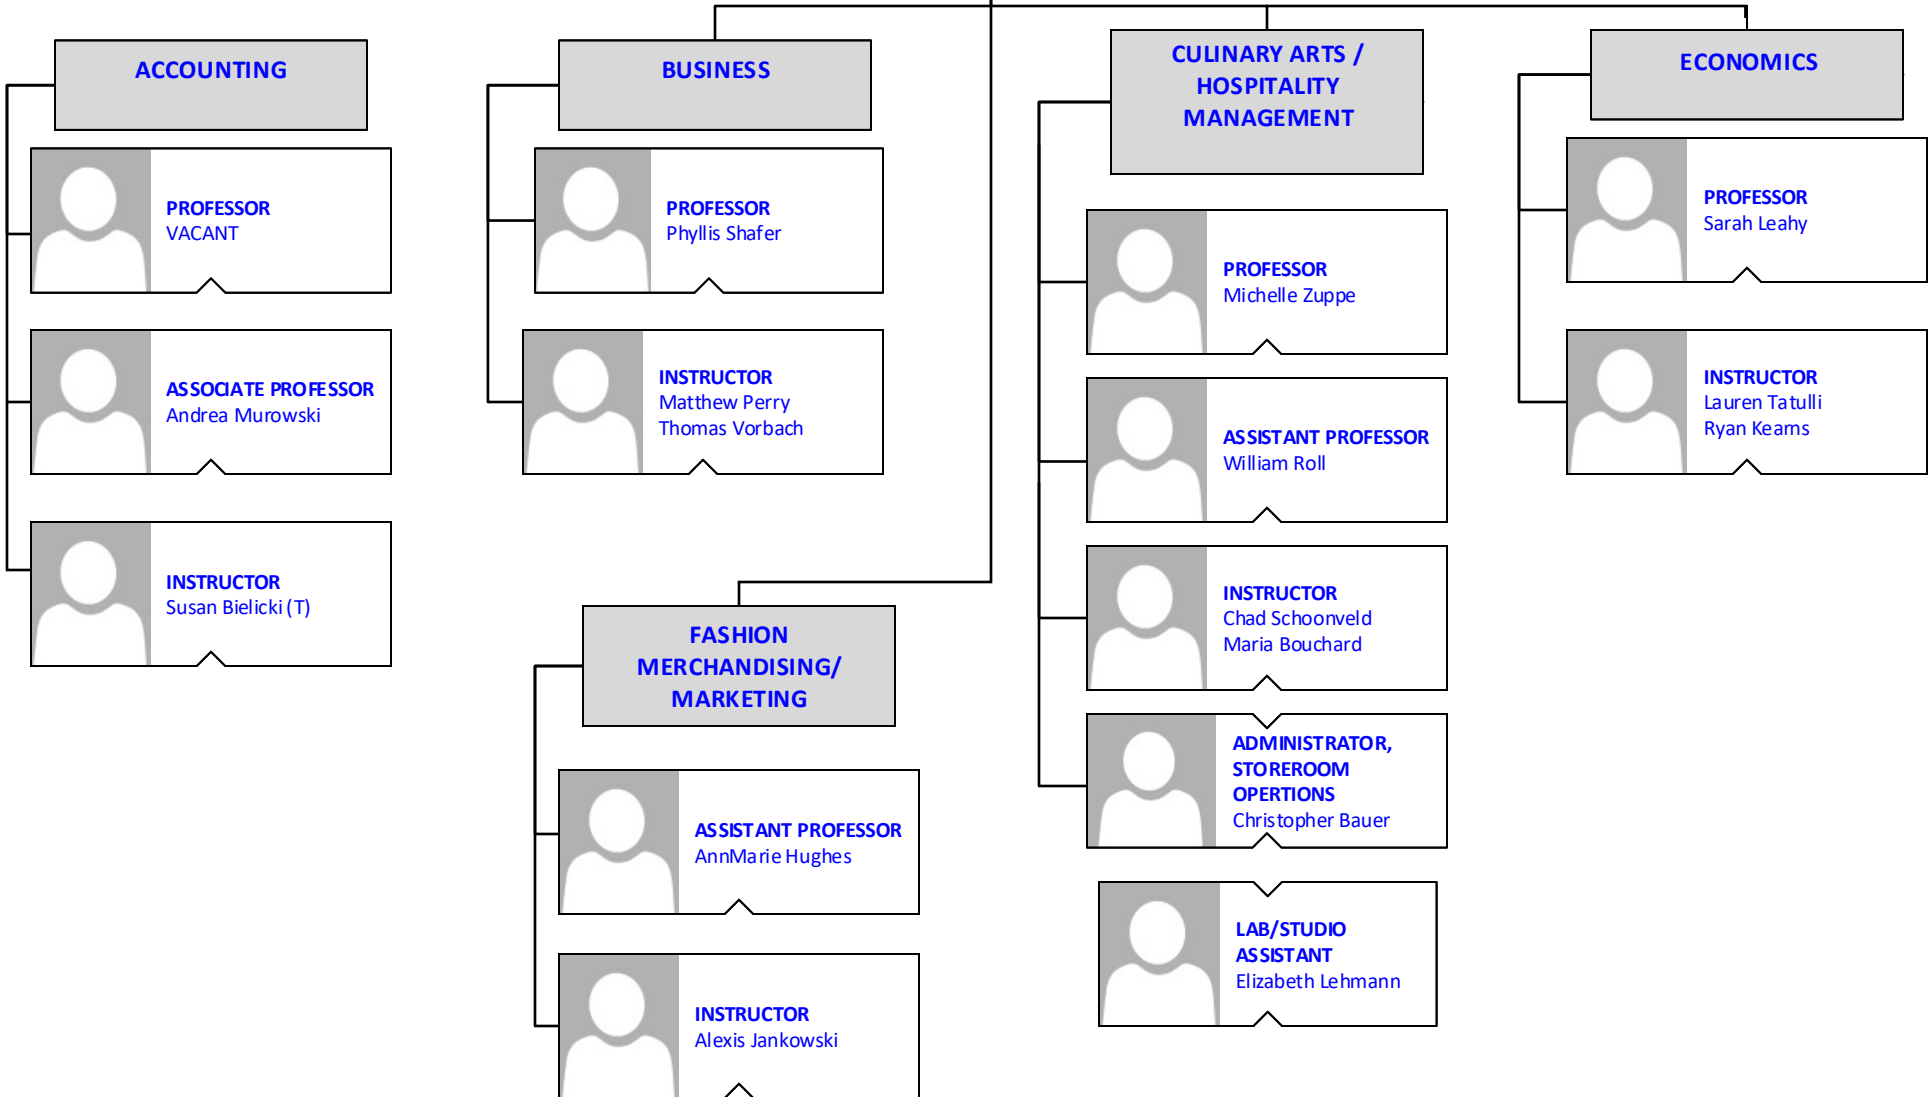 ACCOUNTING
PROFESSOR
VACANT
ASSOCIATE PROFESSOR
Andrea Murowski
INSTRUCTOR
Susan Bielicki (T)
BUSINESS
PROFESSOR
Phyllis Shafer
INSTRUCTOR
Matthew Perry
Thomas Vorbach
FASHION
MERCHANDISING/
MARKETING
ASSISTANT PROFESSOR
AnnMarie Hughes
INSTRUCTOR
Alexis Jankowski
CULINARY ARTS /
HOSPITALITY
MANAGEMENT
PROFESSOR
Michelle Zuppe
ASSISTANT PROFESSOR
William Roll
INSTRUCTOR
Chad Schoonveld
Maria Bouchard
ADMINISTRATOR,
STOREROOM
OPERTIONS
Christopher Bauer
LAB/STUDIO
ASSISTANT
Elizabeth Lehmann
ECONOMICS
PROFESSOR
Sarah Leahy
INSTRUCTOR
Lauren Tatulli
Ryan Kearns